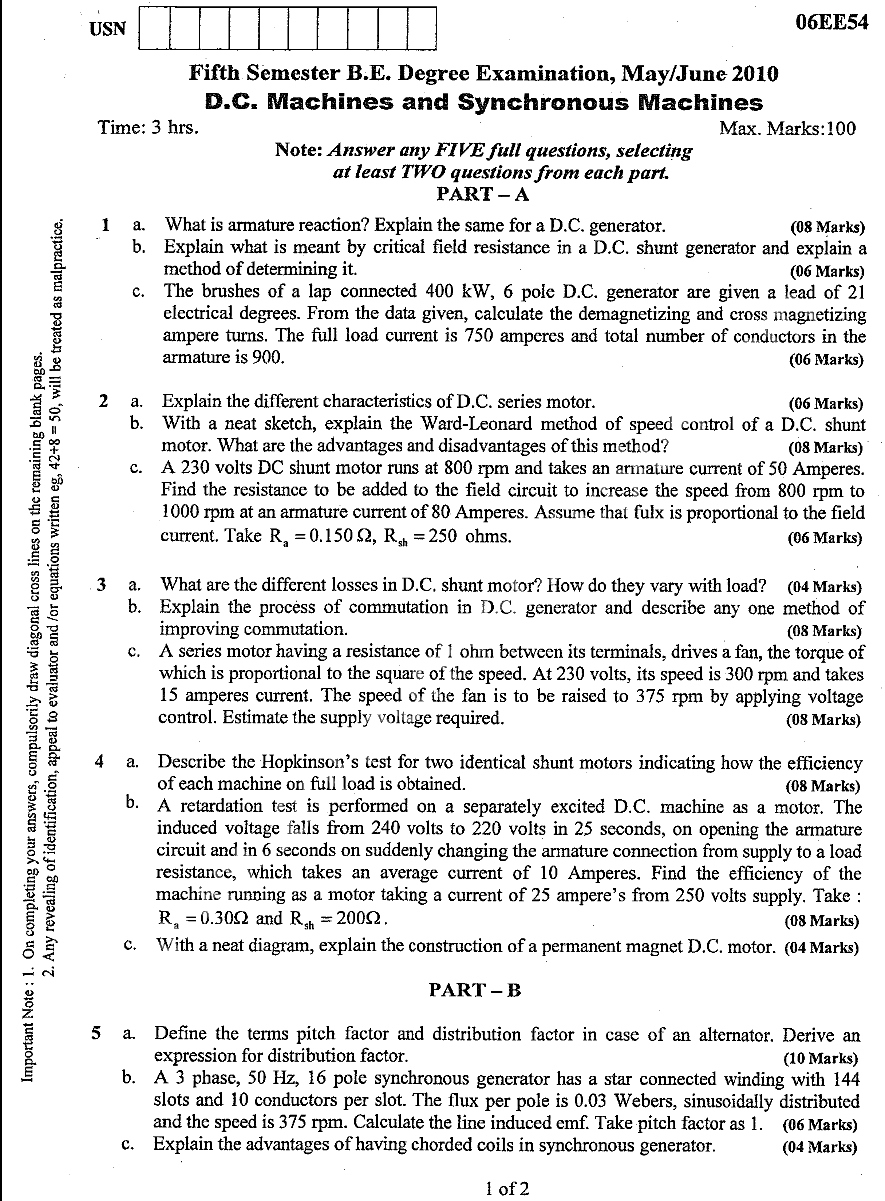 USN
06EE54
Fifth Semester B.E. Degree Examination, May/June 2010
D.C. Machines and Synchronous Machines
Time: 3 hrs. Max. Marks:100
Note: Answer any FIVE full questions, selecting
at least TWO questions from each part.
PART – A
1 a. What is armature reaction? Explain the same for a D.C. generator. (08 Marks)
b. Explain what is meant by critical field resistance in a D.C. shunt generator and explain a
method of determining it. (06 Marks)
c. The brushes of a lap connected 400 kW, 6 pole D.C. generator are given a lead of 21
electrical degrees. From the data given, calculate the demagnetizing and cross magnetizing
ampere turns. The full load current is 750 amperes and total number of conductors in the
armature is 900. (06 Marks)
2 a. Explain the different characteristics of D.C. series motor. (06 Marks)
b. With a neat sketch, explain the Ward-Leonard method of speed control of a D.C. shunt
motor. What are the advantages and disadvantages of this method? (08 Marks)
c. A 230 volts DC shunt motor runs at 800 rpm and takes an armature current of 50 Amperes.
Find the resistance to be added to the field circuit to increase the speed from 800 rpm to
1000 rpm at an armature current of 80 Amperes. Assume that fulx is proportional to the field
current. Take Rₐ = 0.150 Ω, R_sh = 250 ohms. (06 Marks)
3 a. What are the different losses in D.C. shunt motor? How do they vary with load? (04 Marks)
b. Explain the process of commutation in D.C. generator and describe any one method of
improving commutation. (08 Marks)
c. A series motor having a resistance of 1 ohm between its terminals, drives a fan, the torque of
which is proportional to the square of the speed. At 230 volts, its speed is 300 rpm and takes
15 amperes current. The speed of the fan is to be raised to 375 rpm by applying voltage
control. Estimate the supply voltage required. (08 Marks)
4 a. Describe the Hopkinson's test for two identical shunt motors indicating how the efficiency
of each machine on full load is obtained. (08 Marks)
b. A retardation test is performed on a separately excited D.C. machine as a motor. The
induced voltage falls from 240 volts to 220 volts in 25 seconds, on opening the armature
circuit and in 6 seconds on suddenly changing the armature connection from supply to a load
resistance, which takes an average current of 10 Amperes. Find the efficiency of the
machine running as a motor taking a current of 25 ampere's from 250 volts supply. Take :
Rₐ = 0.30Ω and R_sh = 200Ω. (08 Marks)
c. With a neat diagram, explain the construction of a permanent magnet D.C. motor. (04 Marks)
PART – B
5 a. Define the terms pitch factor and distribution factor in case of an alternator. Derive an
expression for distribution factor. (10 Marks)
b. A 3 phase, 50 Hz, 16 pole synchronous generator has a star connected winding with 144
slots and 10 conductors per slot. The flux per pole is 0.03 Webers, sinusoidally distributed
and the speed is 375 rpm. Calculate the line induced emf. Take pitch factor as 1. (06 Marks)
c. Explain the advantages of having chorded coils in synchronous generator. (04 Marks)
1 of 2
Important Note : 1. On completing your answers, compulsorily draw diagonal cross lines on the remaining blank pages.
2. Any revealing of identification, appeal to evaluator and /or equations written eg, 42+8 = 50, will be treated as malpractice.